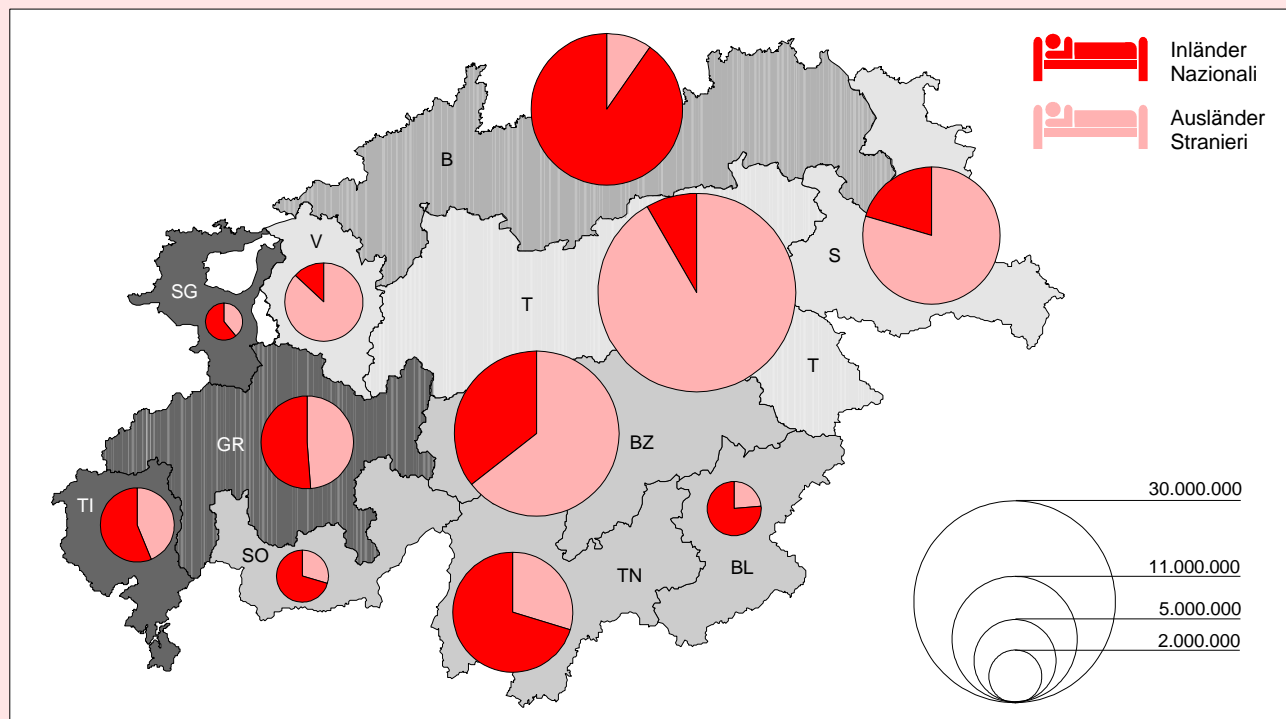 Inländer
Nazionali
Ausländer
Stranieri
B
V
S
SG
T
T
GR
BZ
TI
SO
TN
BL
30.000.000
11.000.000
5.000.000
2.000.000